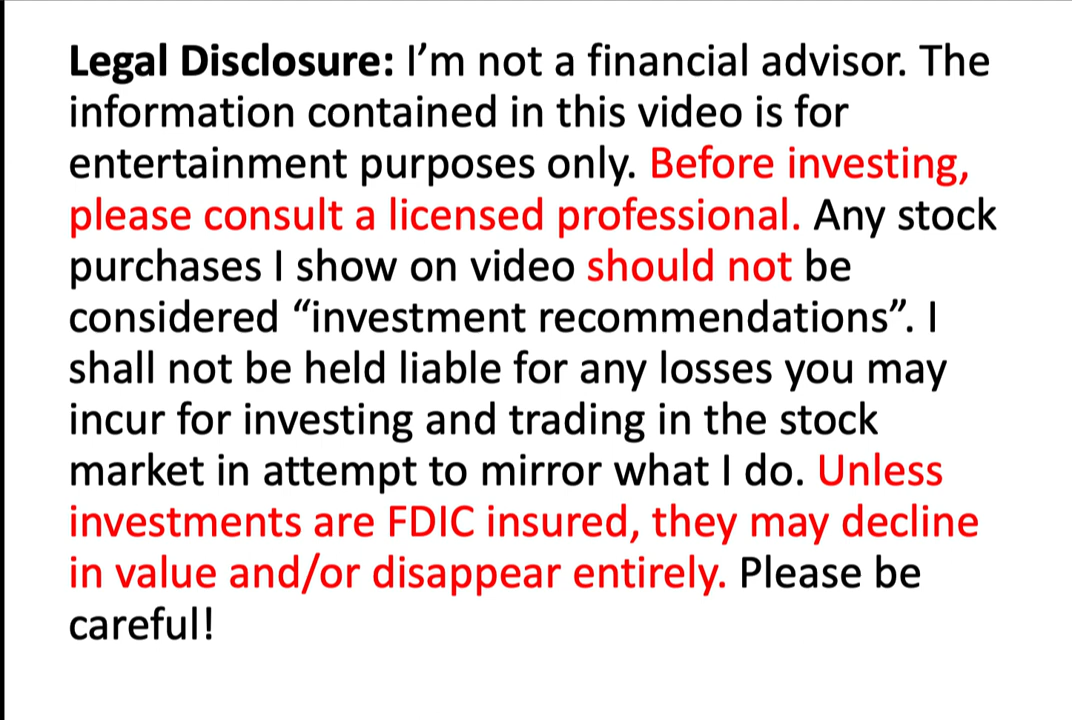 Legal Disclosure: I’m not a financial advisor. The
information contained in this video is for
entertainment purposes only. Before investing,
please consult a licensed professional. Any stock
purchases I show on video should not be
considered “investment recommendations”. I
shall not be held liable for any losses you may
incur for investing and trading in the stock
market in attempt to mirror what I do. Unless
investments are FDIC insured, they may decline
in value and/or disappear entirely. Please be
careful!